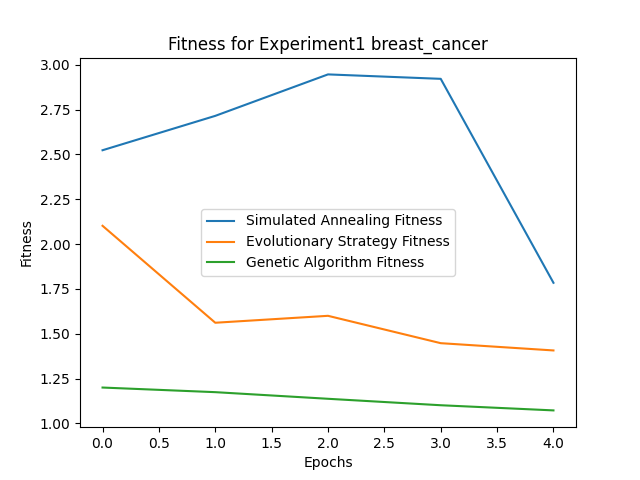 Fitness for Experiment1 breast_cancer
3.00
2.75
2.50
2.25
2.00
1.75
1.50
1.25
1.00
Fitness
Simulated Annealing Fitness
Evolutionary Strategy Fitness
Genetic Algorithm Fitness
0.0 0.5 1.0 1.5 2.0 2.5 3.0 3.5 4.0
Epochs